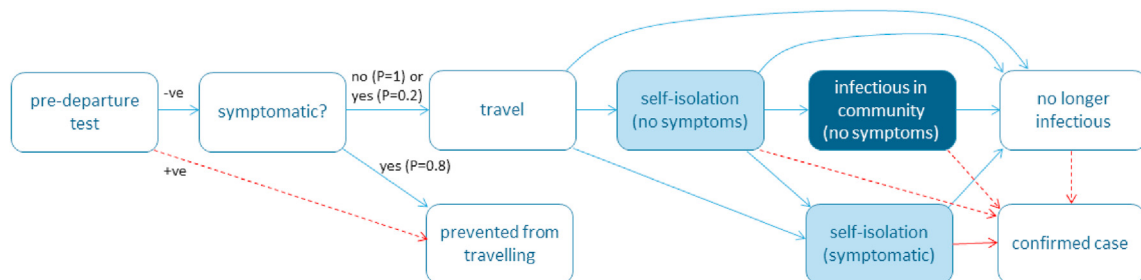 pre-departure
test
-ve
+ve
symptomatic?
no (P=1) or
yes (P=0.2)
yes (P=0.8)
travel
prevented from
travelling
self-isolation
(no symptoms)
infectious in
community
(no symptoms)
no longer
infectious
self-isolation
(symptomatic)
confirmed case